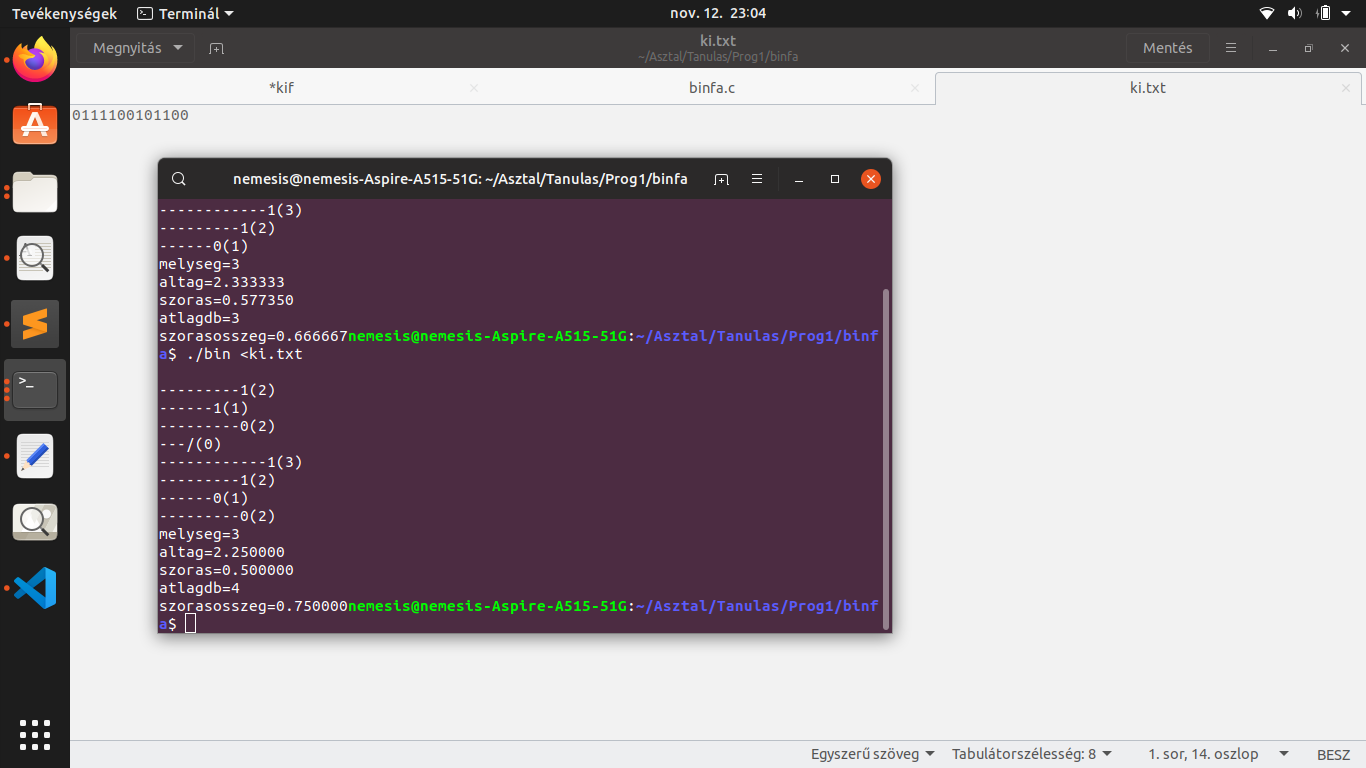 Tevékenységek Terminál nov. 12. 23:04
Megnyitás ki.txt Mentés
~/Asztal/Tanulas/Prog1/binfa
*kif binfa.c ki.txt
0111100101100
nemesis@nemesis-Aspire-A515-51G: ~/Asztal/Tanulas/Prog1/binfa
------------1(3)
---------1(2)
------0(1)
melyseg=3
altag=2.333333
szoras=0.577350
atlagdb=3
szorasosszeg=0.666667nemesis@nemesis-Aspire-A515-51G:~/Asztal/Tanulas/Prog1/binf
a$ ./bin <ki.txt
---------1(2)
------1(1)
---------0(2)
---/(0)
------------1(3)
---------1(2)
------0(1)
---------0(2)
melyseg=3
altag=2.250000
szoras=0.500000
atlagdb=4
szorasosszeg=0.750000nemesis@nemesis-Aspire-A515-51G:~/Asztal/Tanulas/Prog1/binf
a$
Egyszerű szöveg Tabulátorszélesség: 8 1. sor, 14. oszlop BESZ